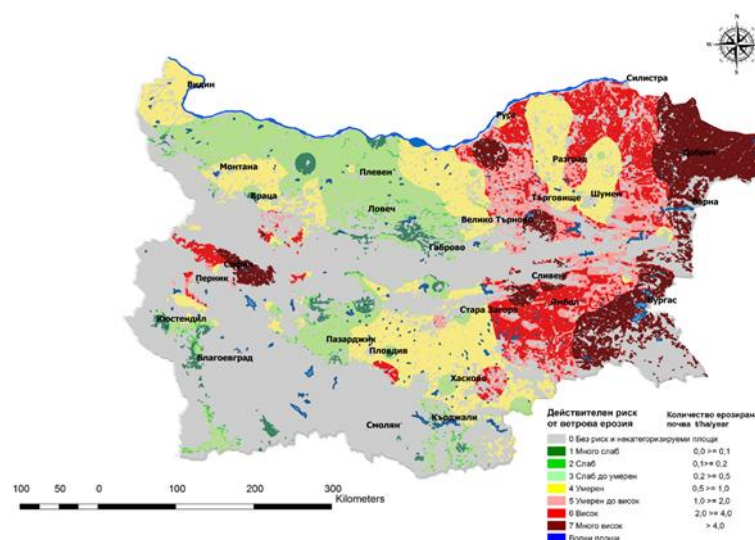 N
W E
S
Силистра
Видин
Русе
Добрич
Разград
Монтана
Плевен
Шумен
Враца
Търговище
Варна
Ловеч
Велико Търново
Габрово
София
Сливен
Перник
Ямбол
Бургас
Стара Загора
Кюстендил
Пазарджик
Пловдив
Благоевград
Хасково
Смолян
Кърджали
Действителен риск Количество ерозиран
от ветрова ерозия почва t/ha/year
0 Без риск и некатегоризируеми площи
1 Много слаб 0,0 >= 0,1
2 Слаб 0,1>= 0,2
3 Слаб до умерен 0,2 >= 0,5
4 Умерен 0,5 >= 1,0
5 Умерен до висок 1,0 >= 2,0
6 Висок 2,0 >= 4,0
7 Много висок > 4,0
Водни площи
100 50 0 100 200 300
Kilometers